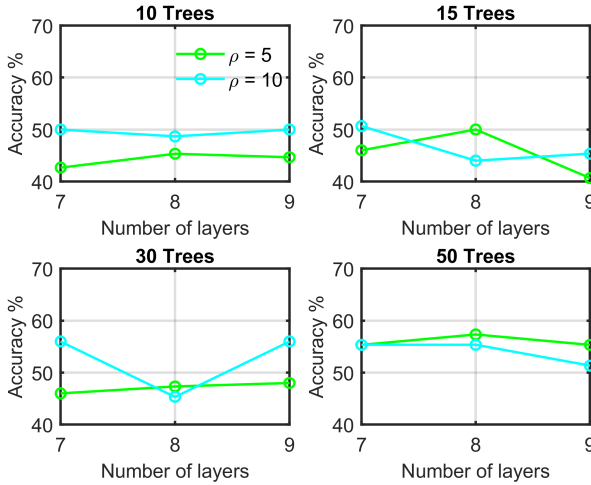 10 Trees
Accuracy %
70
60
50
40
ρ = 5
ρ = 10
7 8 9
Number of layers
15 Trees
Accuracy %
70
60
50
40
7 8 9
Number of layers
30 Trees
Accuracy %
70
60
50
40
7 8 9
Number of layers
50 Trees
Accuracy %
70
60
50
40
7 8 9
Number of layers